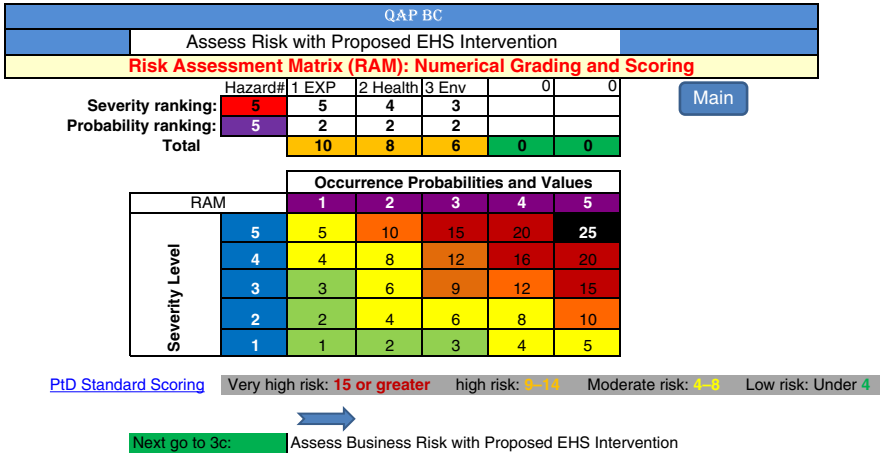 QAP BC
Assess Risk with Proposed EHS Intervention
Risk Assessment Matrix (RAM): Numerical Grading and Scoring
Hazard# 1 EXP 2 Health 3 Env 0 0
Main
Severity ranking: 5 5 4 3
Probability ranking: 5 2 2 2
Total 10 8 6 0 0
Occurrence Probabilities and Values
RAM 1 2 3 4 5
Severity Level
5 5 10 15 20 25
4 4 8 12 16 20
3 3 6 9 12 15
2 2 4 6 8 10
1 1 2 3 4 5
PtD Standard Scoring Very high risk: 15 or greater high risk: 9–14 Moderate risk: 4–8 Low risk: Under 4
Next go to 3c: Assess Business Risk with Proposed EHS Intervention